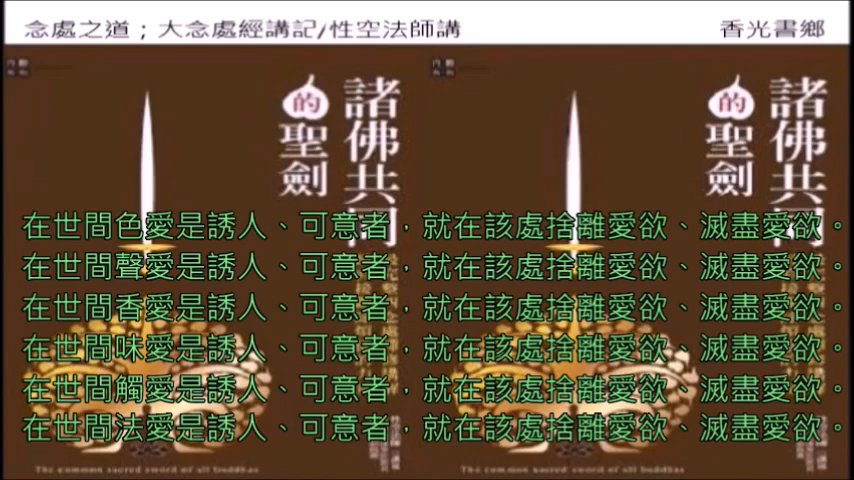 念處之道；大念處經講記/性空法師講
香光書鄉
諸佛共同
的聖劍
諸佛共同
的聖劍
在世間色愛是誘人、可意者，就在該處捨離愛欲、滅盡愛欲。
在世間聲愛是誘人、可意者，就在該處捨離愛欲、滅盡愛欲。
在世間香愛是誘人、可意者，就在該處捨離愛欲、滅盡愛欲。
在世間味愛是誘人、可意者，就在該處捨離愛欲、滅盡愛欲。
在世間觸愛是誘人、可意者，就在該處捨離愛欲、滅盡愛欲。
在世間法愛是誘人、可意者，就在該處捨離愛欲、滅盡愛欲。
The common sacred sword of all buddhas
The common sacred sword of all buddhas